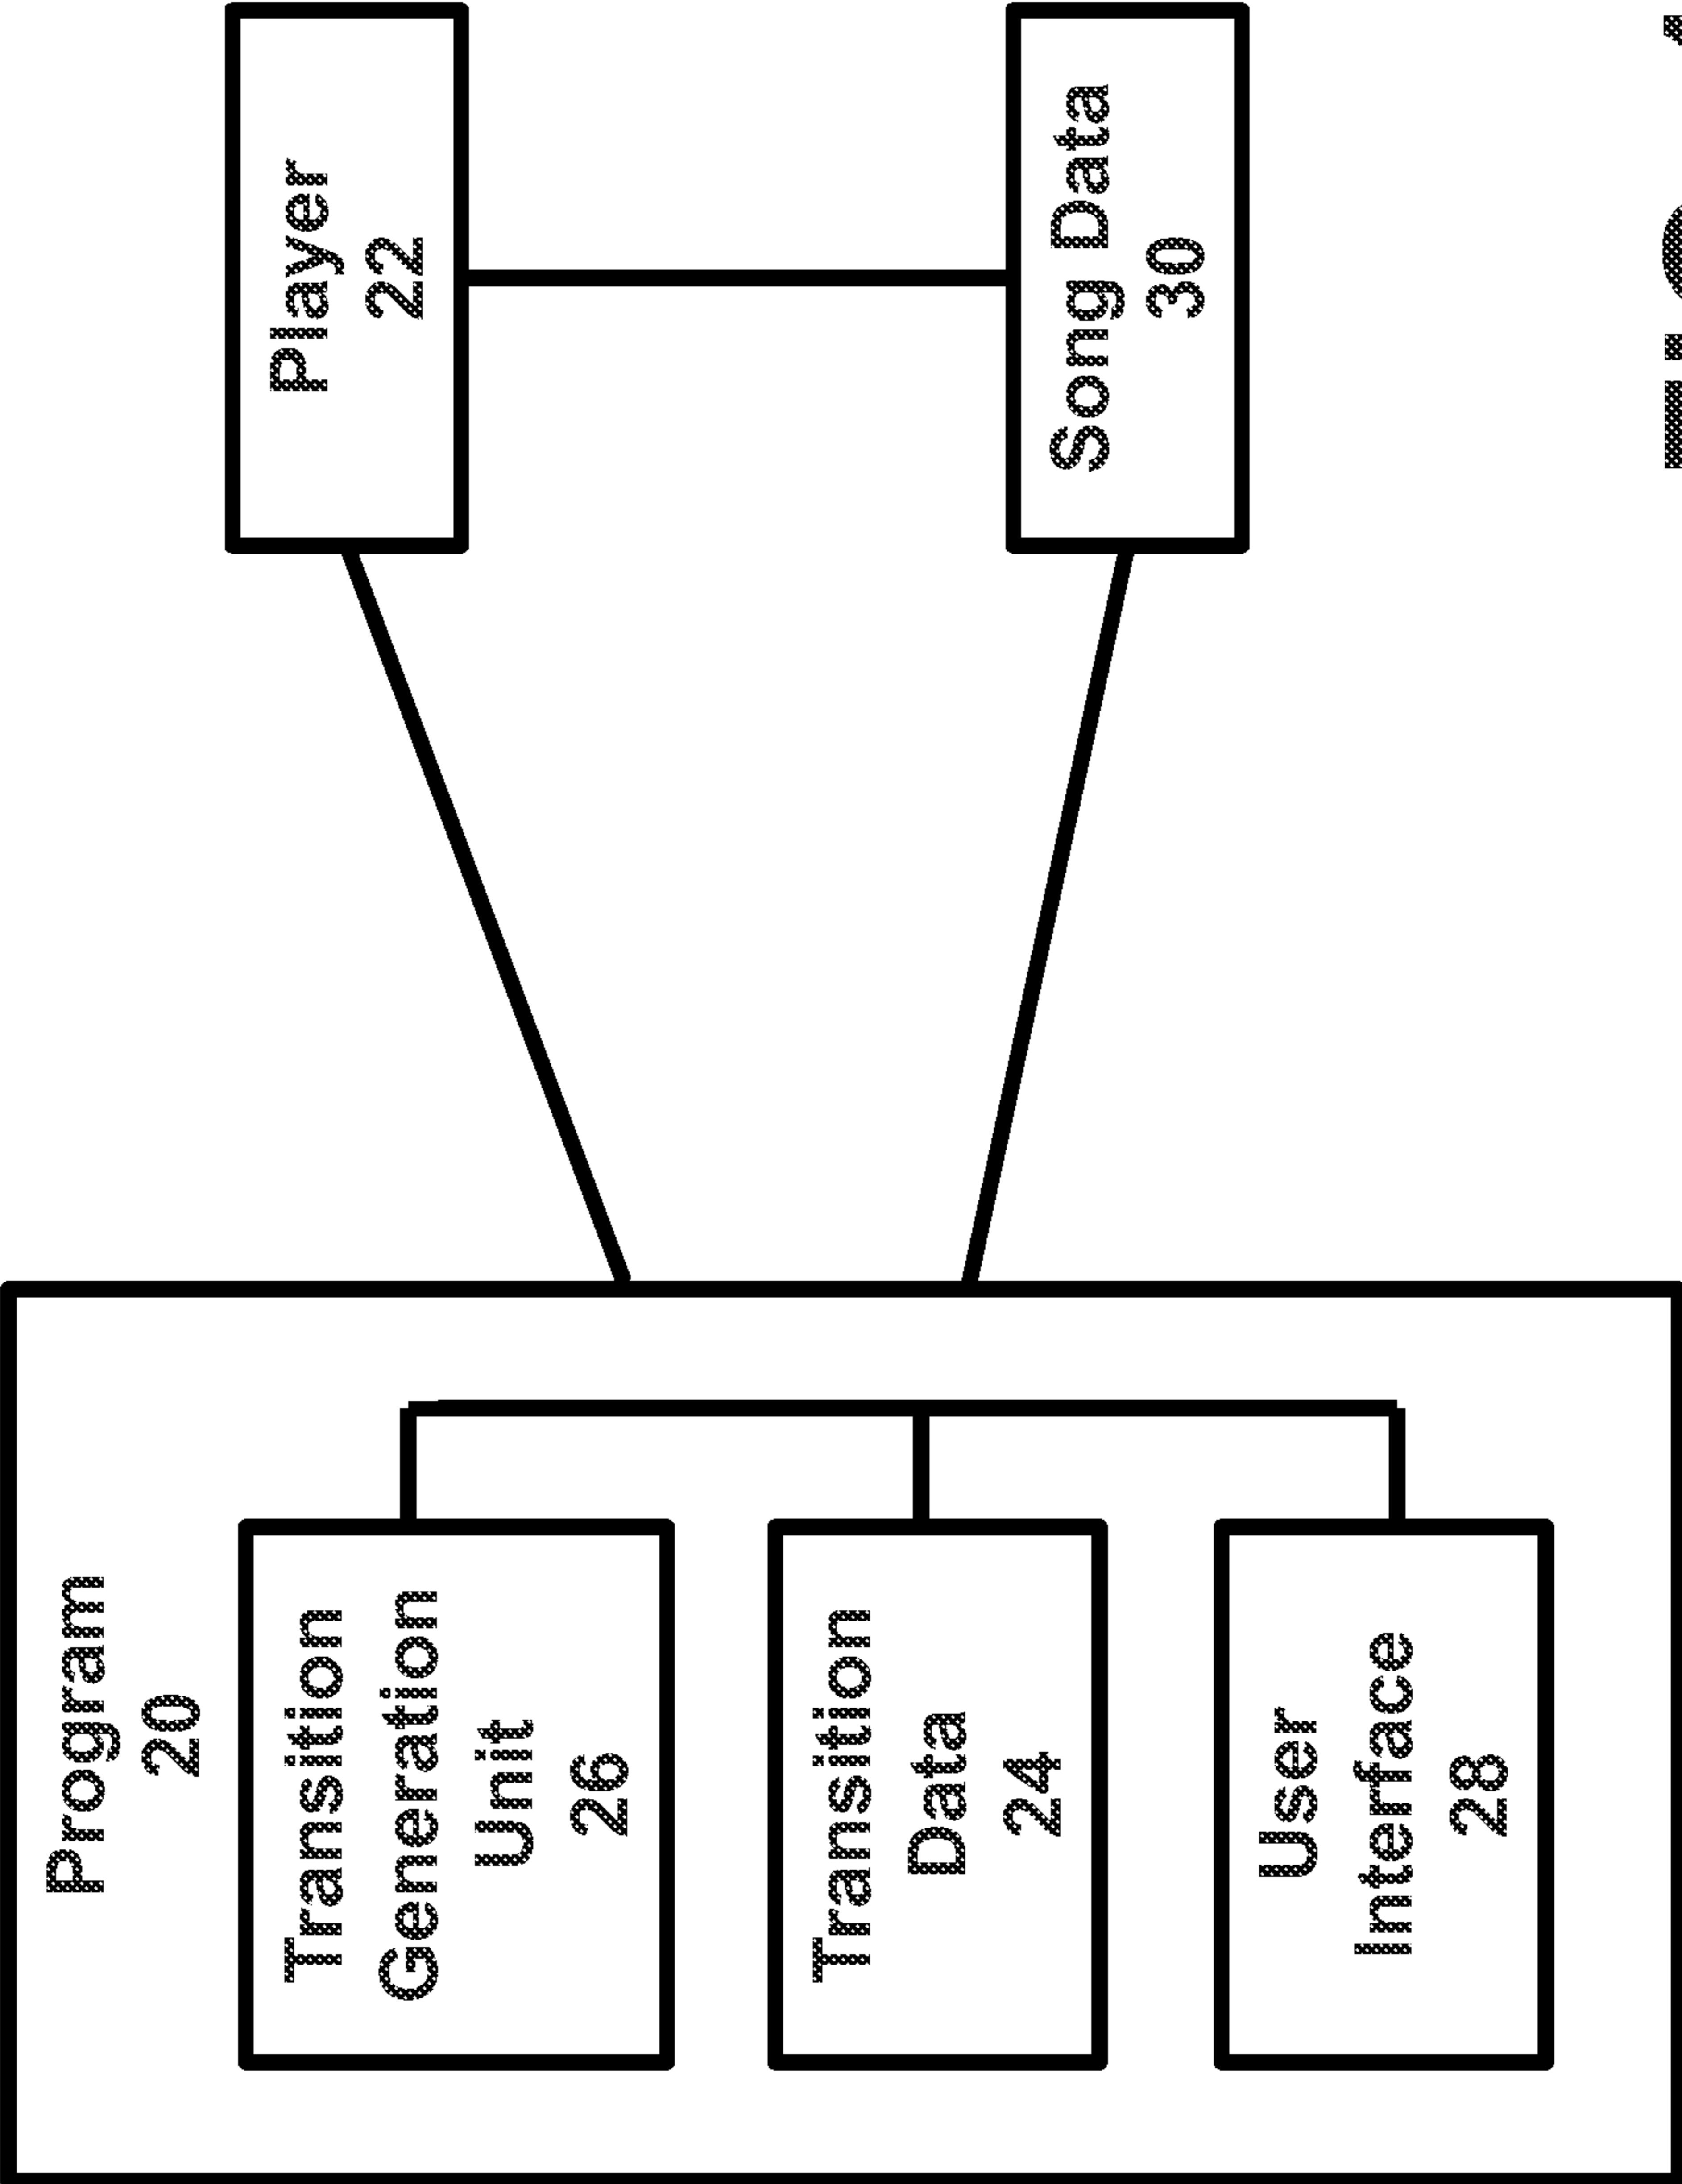 Program
20
Transition
Generation
Unit
26
Transition
Data
24
User
Interface
28
Player
22
Song Data
30